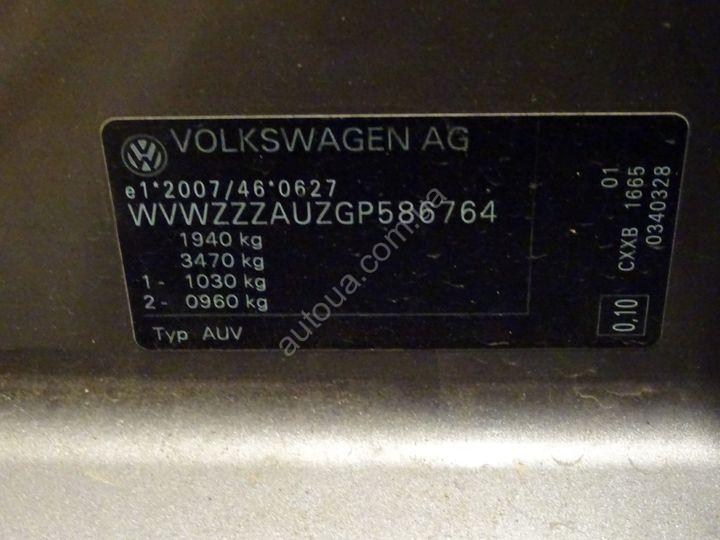 VOLKSWAGEN AG
e1*2007/46*0627
WVWZZZAUZGP586764
1940 kg
3470 kg
1- 1030 kg
2- 0960 kg
Typ AUV
01
CXXB 1665
0340328
0,10
autoua.com.ua